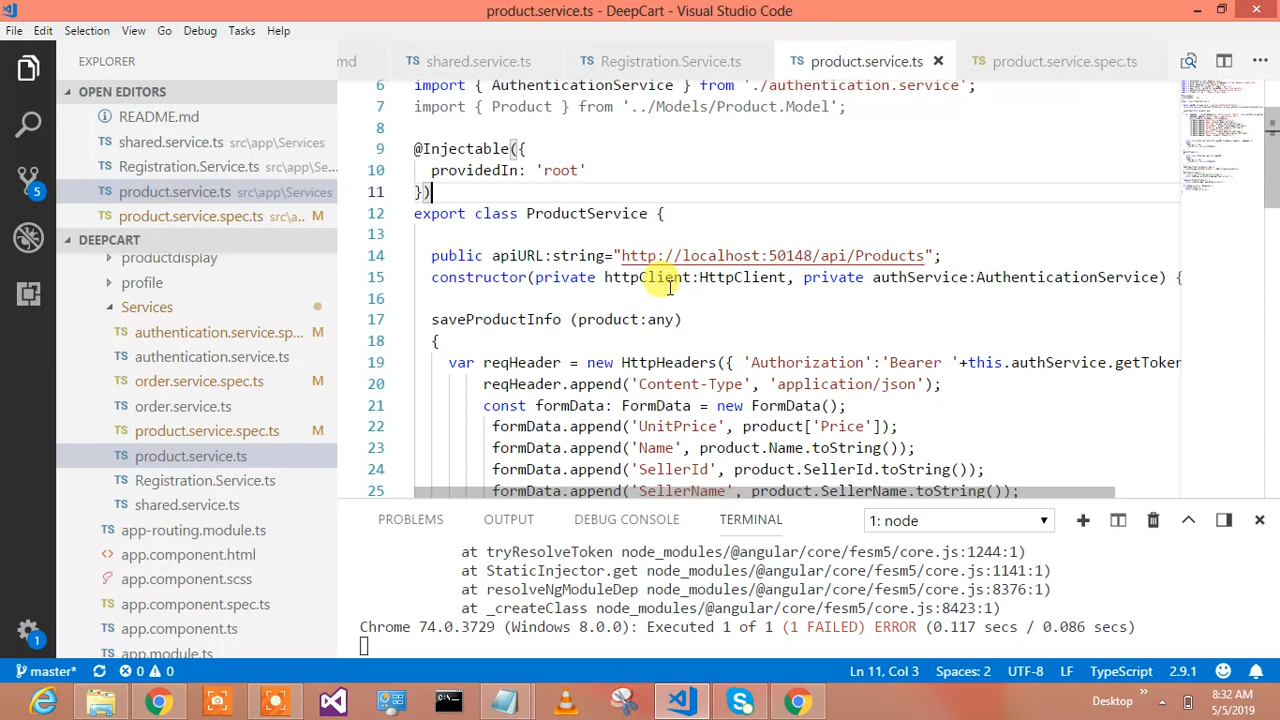 product.service.ts - DeepCart - Visual Studio Code
File Edit Selection View Go Debug Terminal Tasks Help
EXPLORER
md
shared.service.ts
Registration.Service.ts
product.service.ts
product.service.spec.ts
OPEN EDITORS
README.md
shared.service.ts src\app\Services
Registration.Service.ts src\app\Services
product.service.ts src\app\Services
5
product.service.spec.ts src\a... M
DEEPCART
productdisplay
profile
Services
authentication.service.sp... M
authentication.service.ts
order.service.spec.ts M
order.service.ts
product.service.spec.ts M
product.service.ts
Registration.Service.ts
shared.service.ts
app-routing.module.ts
app.component.html
app.component.scss
app.component.spec.ts
app.component.ts
app.module.ts
1
6 import { AuthenticationService } from './authentication.service';
7 import { Product } from '../Models/Product.Model';
8
9 @Injectable({
10 providedIn: 'root'
11 })
12 export class ProductService {
13
14 public apiURL:string="http://localhost:50148/api/Products";
15 constructor(private httpClient:HttpClient, private authService:AuthenticationService) {
16
17 saveProductInfo (product:any)
18 {
19 var reqHeader = new HttpHeaders({ 'Authorization':'Bearer '+this.authService.getToken
20 reqHeader.append('Content-Type', 'application/json');
21 const formData: FormData = new FormData();
22 formData.append('UnitPrice', product['Price']);
23 formData.append('Name', product.Name.toString());
24 formData.append('SellerId', product.SellerId.toString());
25 formData.append('SellerName', product.SellerName.toString());
PROBLEMS OUTPUT DEBUG CONSOLE TERMINAL 1: node
at tryResolveToken node_modules/@angular/core/fesm5/core.js:1244:1)
at StaticInjector.get node_modules/@angular/core/fesm5/core.js:1141:1)
at resolveNgModuleDep node_modules/@angular/core/fesm5/core.js:8376:1)
at _createClass node_modules/@angular/core/fesm5/core.js:8423:1)
Chrome 74.0.3729 (Windows 8.0.0): Executed 1 of 1 (1 FAILED) ERROR (0.117 secs / 0.086 secs)
master* 0 0 Ln 11, Col 3 Spaces: 2 UTF-8 LF TypeScript 2.9.1
Desktop
8:32 AM
5/5/2019